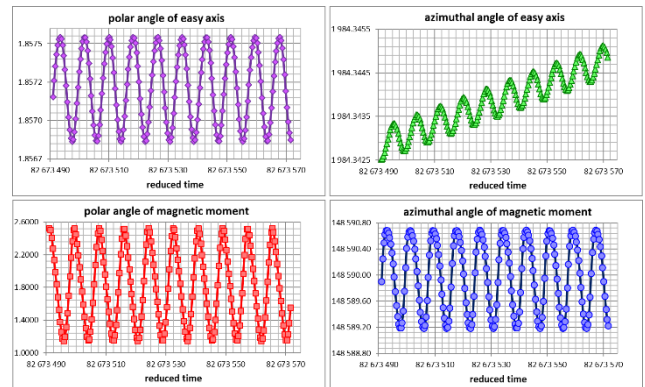 polar angle of easy axis
1.8575
1.8572
1.8570
1.8567
82 673 490 82 673 510 82 673 530 82 673 550 82 673 570
reduced time
azimuthal angle of easy axis
1 984.3455
1 984.3445
1 984.3435
1 984.3425
82 673 490 82 673 510 82 673 530 82 673 550 82 673 570
reduced time
polar angle of magnetic moment
2.6000
2.2000
1.8000
1.4000
1.0000
82 673 490 82 673 510 82 673 530 82 673 550 82 673 570
reduced time
azimuthal angle of magnetic moment
148 590.80
148 590.40
148 590.00
148 589.60
148 589.20
148 588.80
82 673 490 82 673 510 82 673 530 82 673 550 82 673 570
reduced time